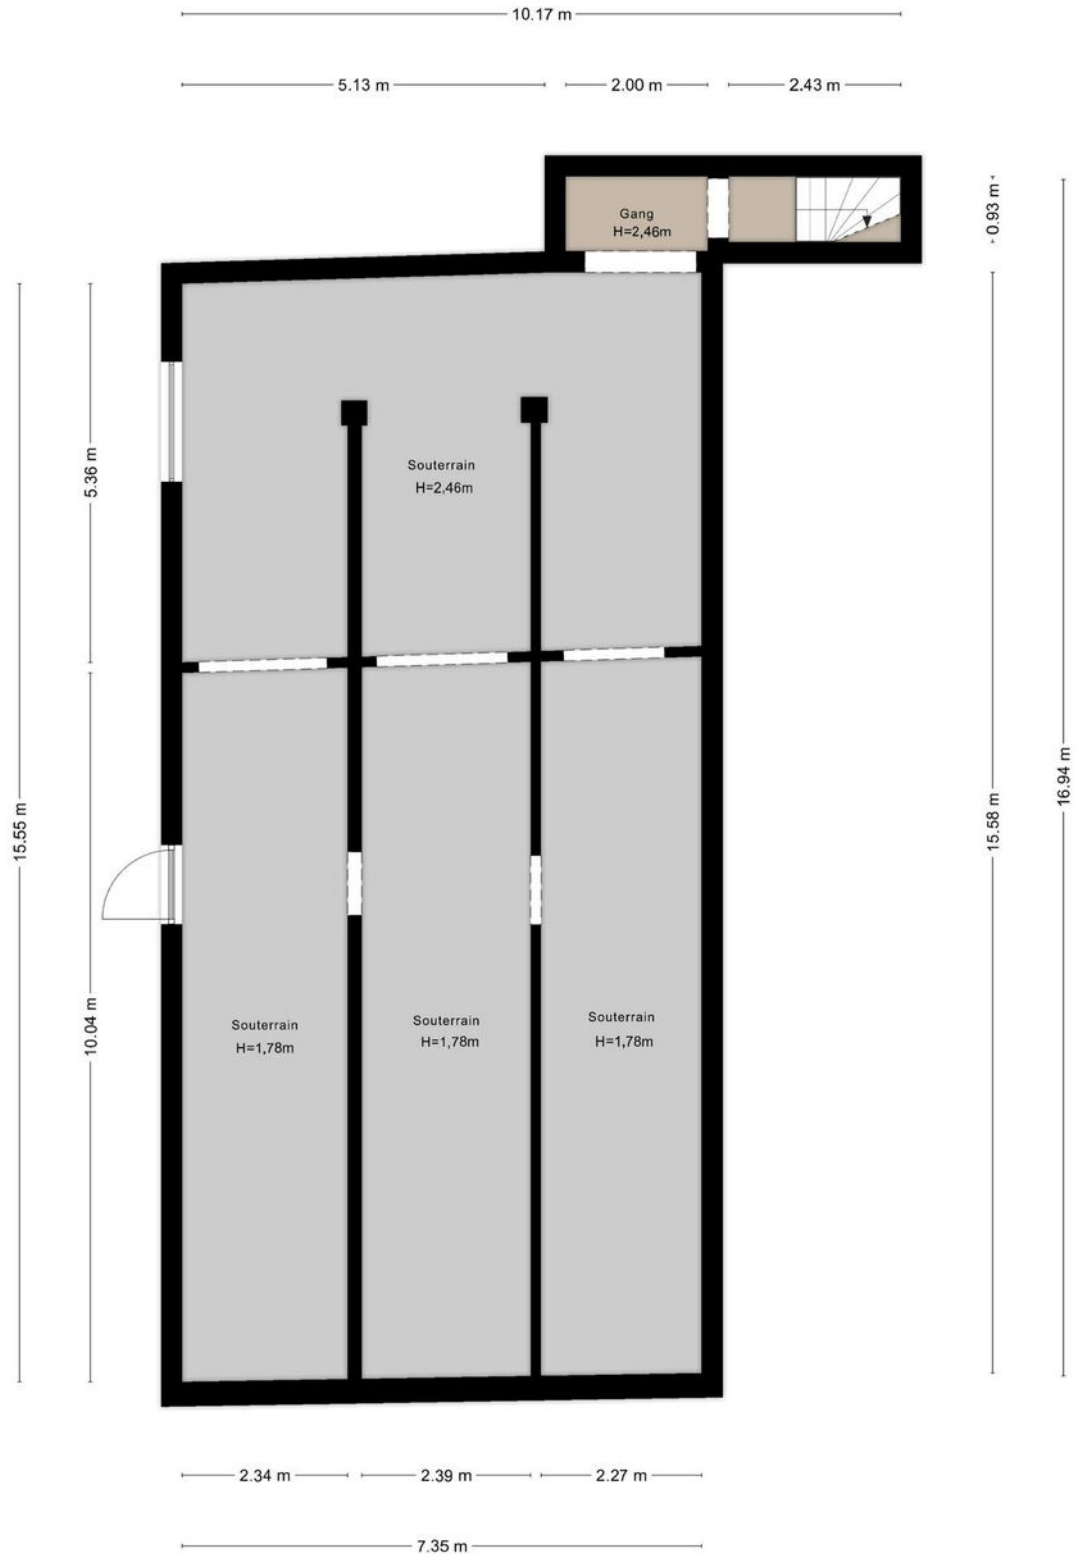 10.17 m
5.13 m
2.00 m
2.43 m
Gang
H=2,46m
0.93 m
5.36 m
Souterrain
H=2,46m
15.55 m
15.58 m
16.94 m
10.04 m
Souterrain
H=1,78m
Souterrain
H=1,78m
Souterrain
H=1,78m
2.34 m
2.39 m
2.27 m
7.35 m